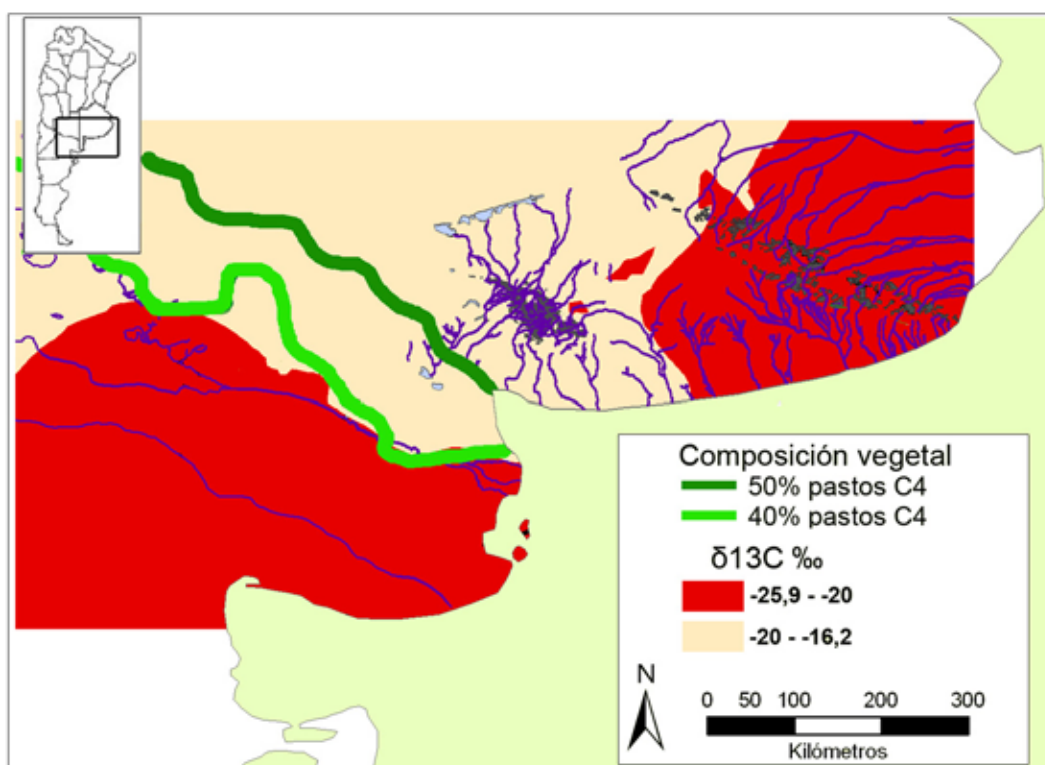 Composición vegetal
50% pastos C4
40% pastos C4
δ13C ‰
-25,9 - -20
-20 - -16,2
N
0 50 100 200 300
Kilómetros